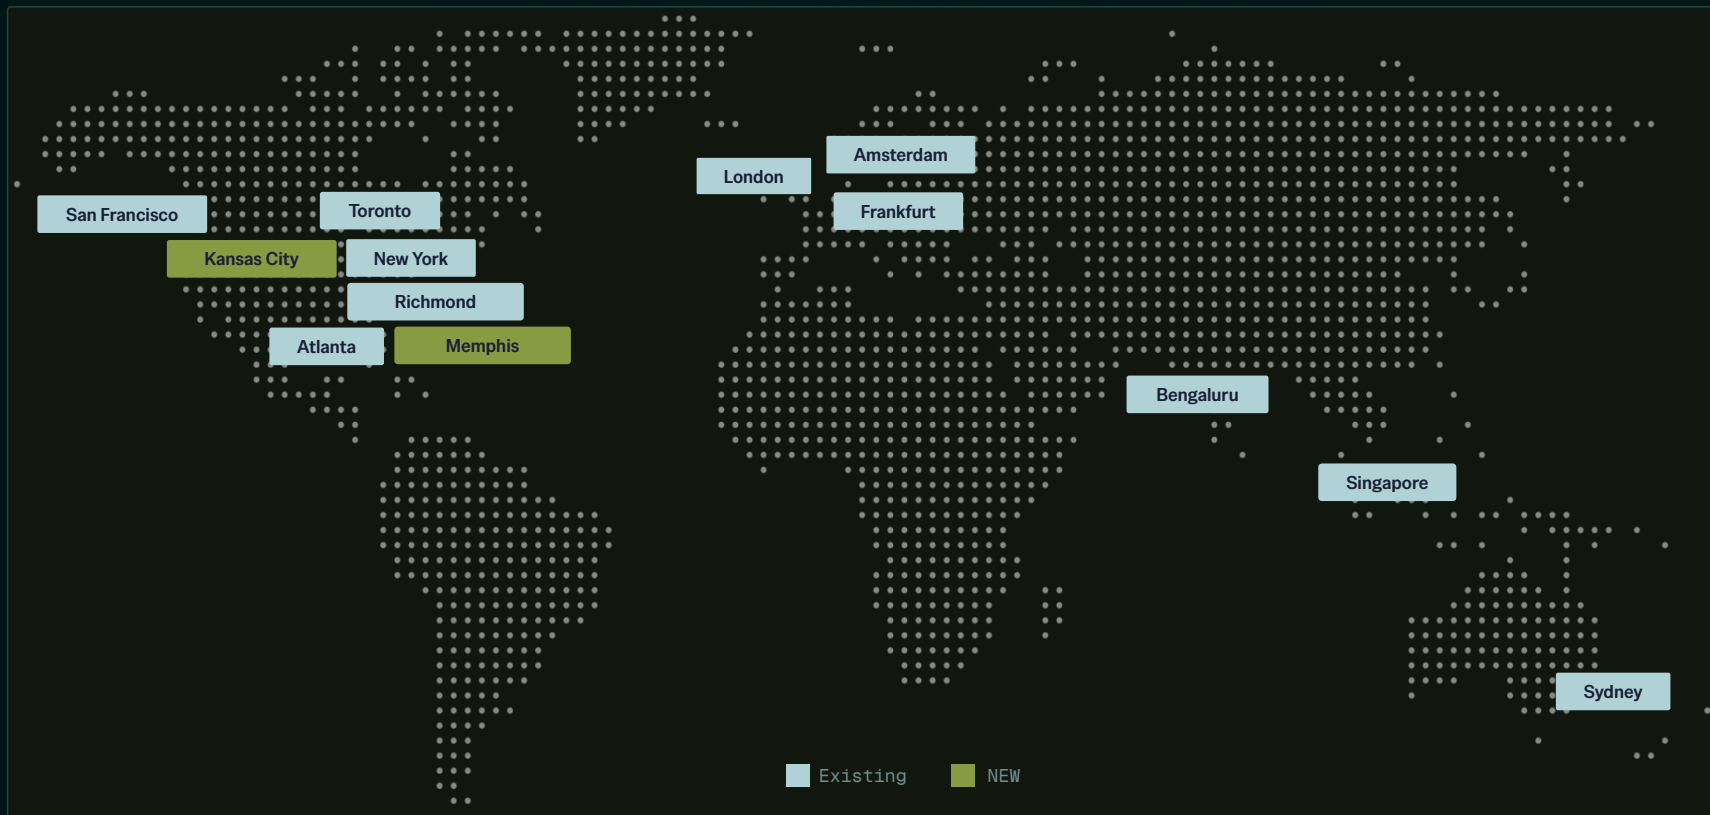 Amsterdam
London
San Francisco
Toronto
Frankfurt
Kansas City
New York
Richmond
Atlanta
Memphis
Bengaluru
Singapore
Sydney
Existing
NEW